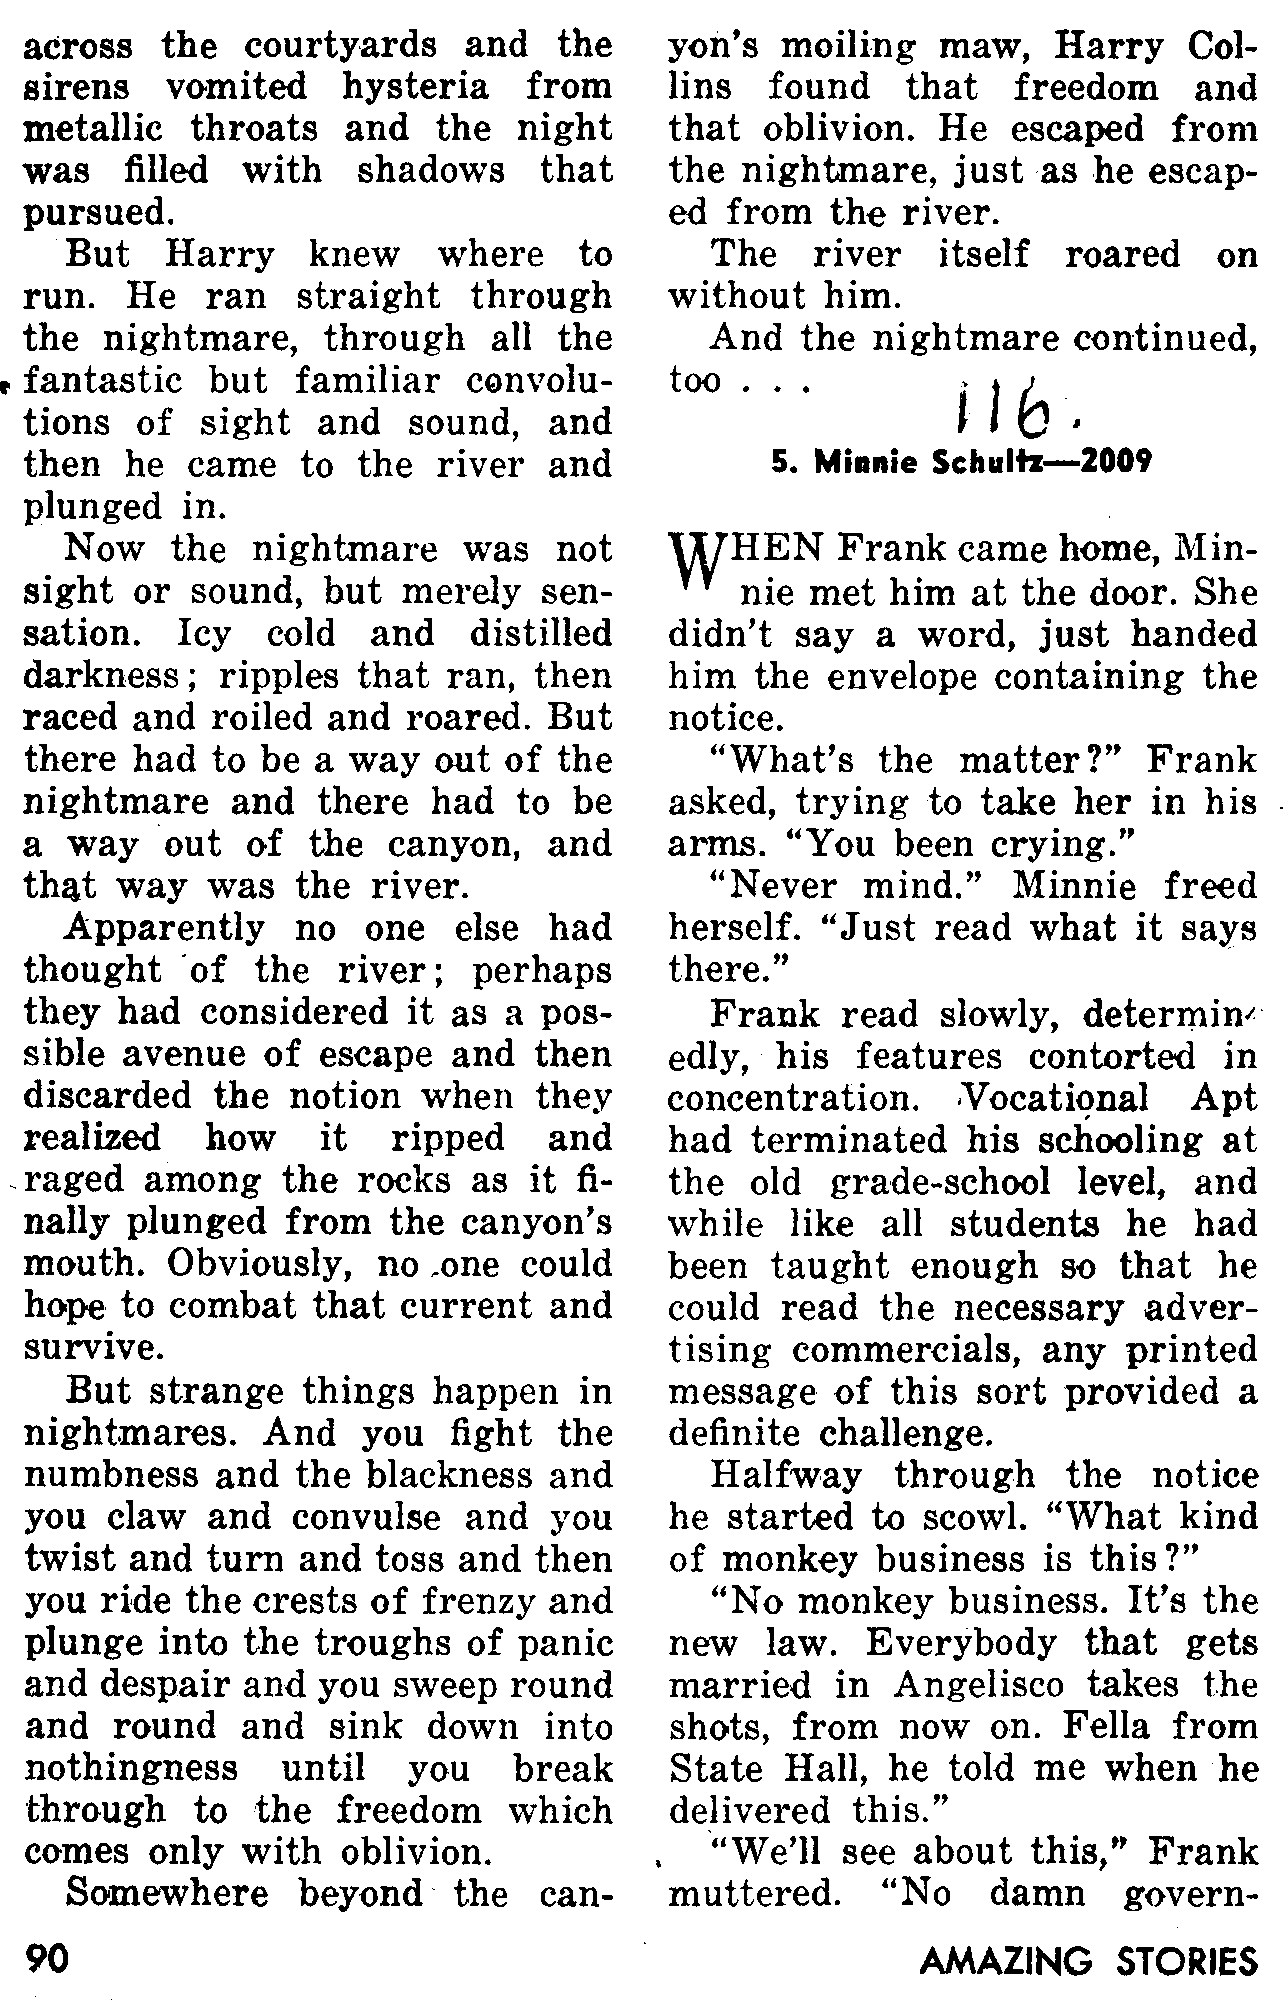 across the courtyards and the
sirens vomited hysteria from
metallic throats and the night
was filled with shadows that
pursued.
But Harry knew where to
run. He ran straight through
the nightmare, through all the
fantastic but familiar convolu-
tions of sight and sound, and
then he came to the river and
plunged in.
Now the nightmare was not
sight or sound, but merely sen-
sation. Icy cold and distilled
darkness; ripples that ran, then
raced and roiled and roared. But
there had to be a way out of the
nightmare and there had to be
a way out of the canyon, and
that way was the river.
Apparently no one else had
thought of the river; perhaps
they had considered it as a pos-
sible avenue of escape and then
discarded the notion when they
realized how it ripped and
raged among the rocks as it fi-
nally plunged from the canyon's
mouth. Obviously, no one could
hope to combat that current and
survive.
But strange things happen in
nightmares. And you fight the
numbness and the blackness and
you claw and convulse and you
twist and turn and toss and then
you ride the crests of frenzy and
plunge into the troughs of panic
and despair and you sweep round
and round and sink down into
nothingness until you break
through to the freedom which
comes only with oblivion.
Somewhere beyond the can-
yon's moiling maw, Harry Col-
lins found that freedom and
that oblivion. He escaped from
the nightmare, just as he escap-
ed from the river.
The river itself roared on
without him.
And the nightmare continued,
too . . .
116.
5. Minnie Schultz—2009
WHEN Frank came home, Min-
nie met him at the door. She
didn't say a word, just handed
him the envelope containing the
notice.
"What's the matter?" Frank
asked, trying to take her in his
arms. "You been crying."
"Never mind." Minnie freed
herself. "Just read what it says
there."
Frank read slowly, determin-
edly, his features contorted in
concentration. Vocational Apt
had terminated his schooling at
the old grade-school level, and
while like all students he had
been taught enough so that he
could read the necessary adver-
tising commercials, any printed
message of this sort provided a
definite challenge.
Halfway through the notice
he started to scowl. "What kind
of monkey business is this?"
"No monkey business. It's the
new law. Everybody that gets
married in Angelisco takes the
shots, from now on. Fella from
State Hall, he told me when he
delivered this."
"We'll see about this," Frank
muttered. "No damn govern-
90
AMAZING STORIES